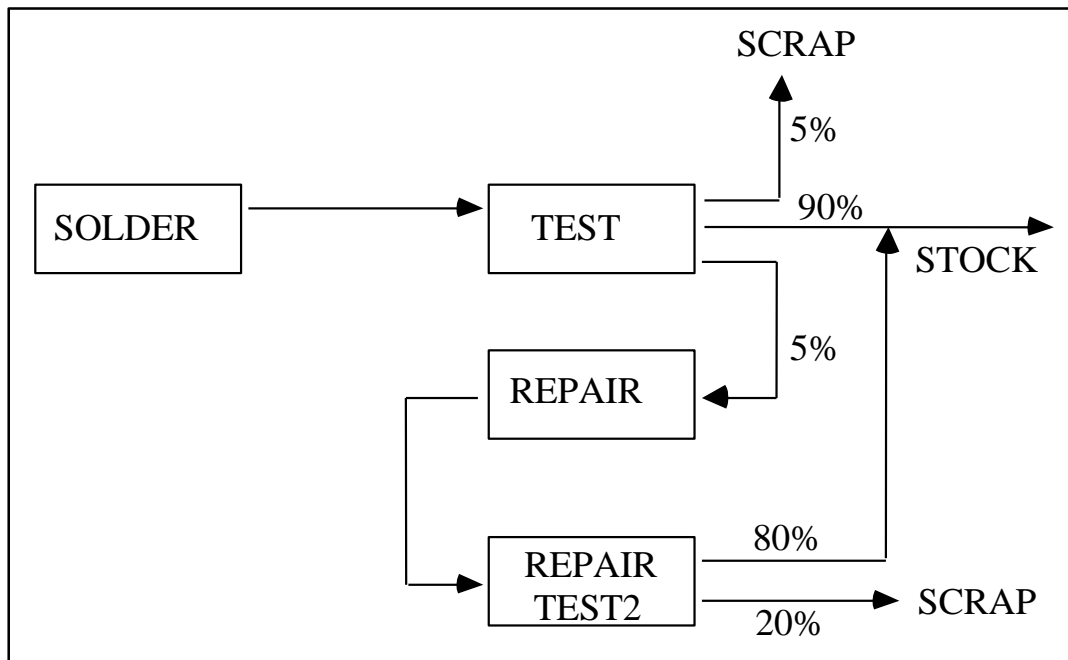 SCRAP
5%
SOLDER
TEST
90%
STOCK
5%
REPAIR
REPAIR
TEST2
80%
20%
SCRAP